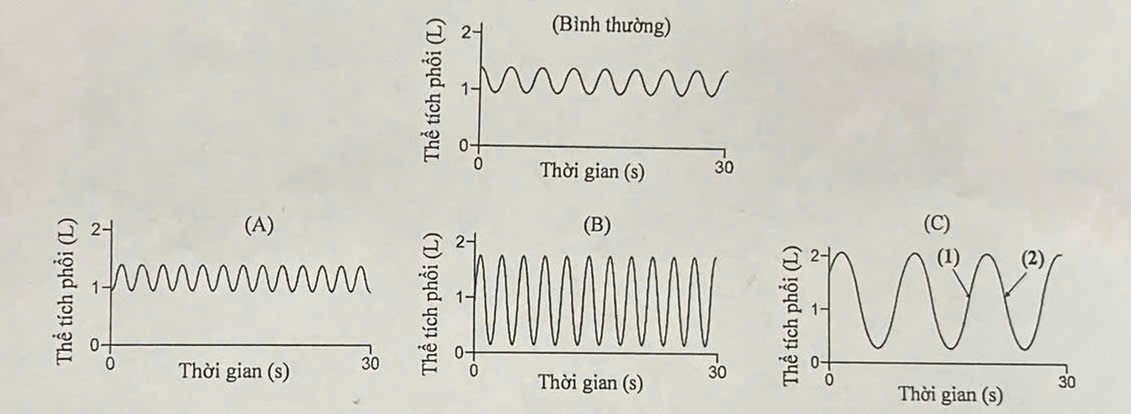 (Bình thường)
Thể tích phổi (L)
2
1
0
0
Thời gian (s)
30
(A)
Thể tích phổi (L)
2
1
0
0
Thời gian (s)
30
(B)
Thể tích phổi (L)
2
1
0
0
Thời gian (s)
30
(C)
Thể tích phổi (L)
2
1
0
(1)
(2)
0
Thời gian (s)
30